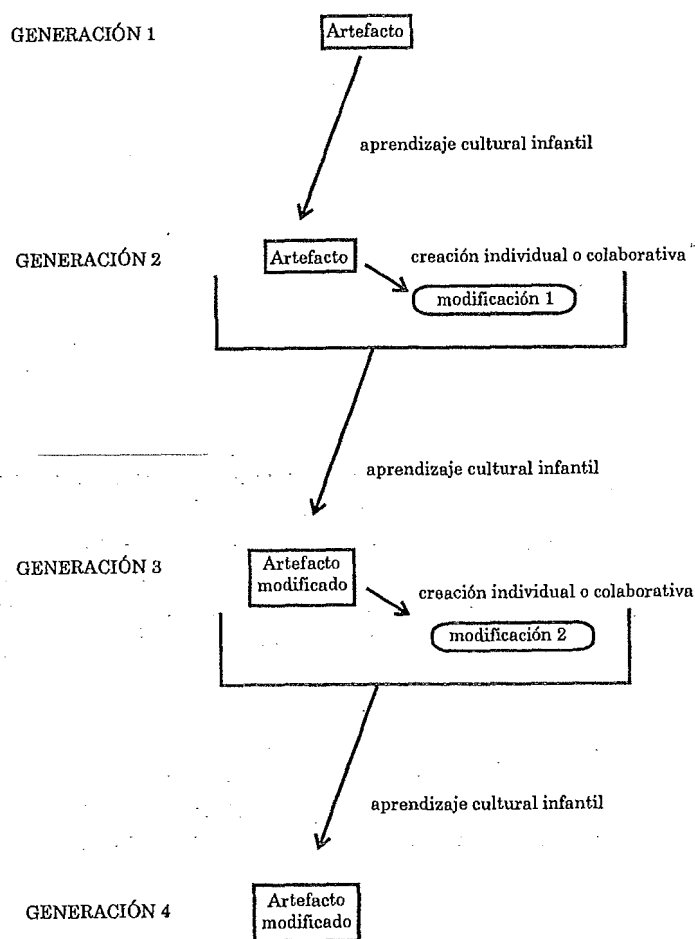 GENERACIÓN 1
Artefacto
aprendizaje cultural infantil
GENERACIÓN 2
Artefacto
creación individual o colaborativa
modificación 1
aprendizaje cultural infantil
GENERACIÓN 3
Artefacto
modificado
creación individual o colaborativa
modificación 2
aprendizaje cultural infantil
GENERACIÓN 4
Artefacto
modificado